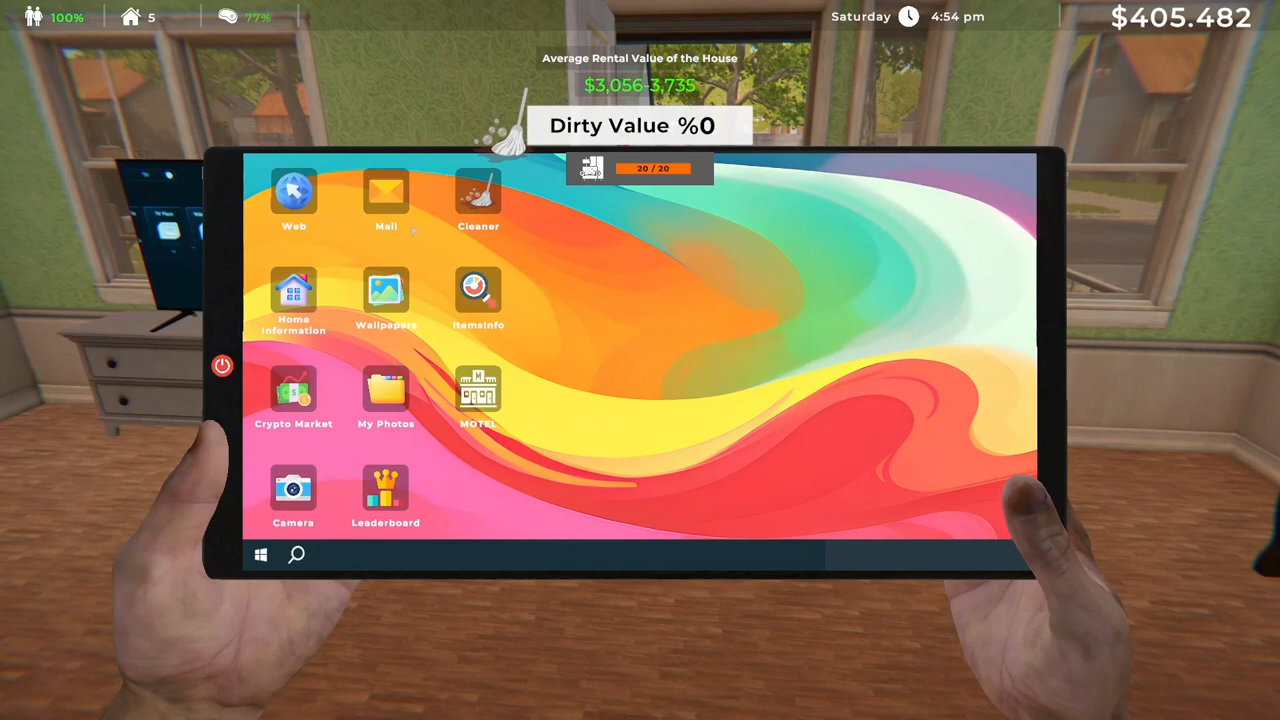 100%
5
77%
Saturday
4:54 pm
$405.482
Average Rental Value of the House
$3,056-3,735
Dirty Value %0
20 / 20
Web
Mail
Cleaner
Home
Information
Wallpapers
ItemsInfo
Crypto Market
My Photos
MOTEL
Camera
Leaderboard